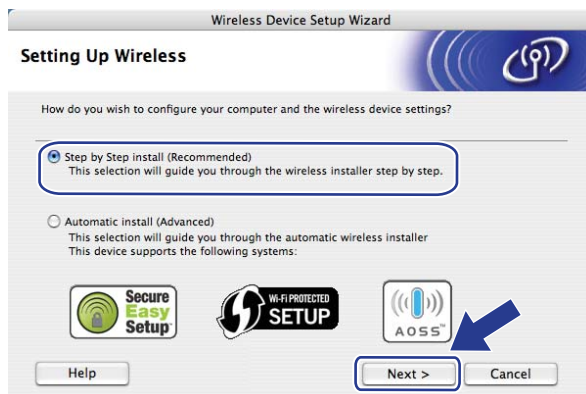 Wireless Device Setup Wizard
Setting Up Wireless
How do you wish to configure your computer and the wireless device settings?
Step by Step install (Recommended)
This selection will guide you through the wireless installer step by step.
Automatic install (Advanced)
This selection will guide you through the automatic wireless installer
This device supports the following systems:
Secure
Easy
Setup™
Wi-Fi PROTECTED
SETUP
AOSS™
Help
Next >
Cancel